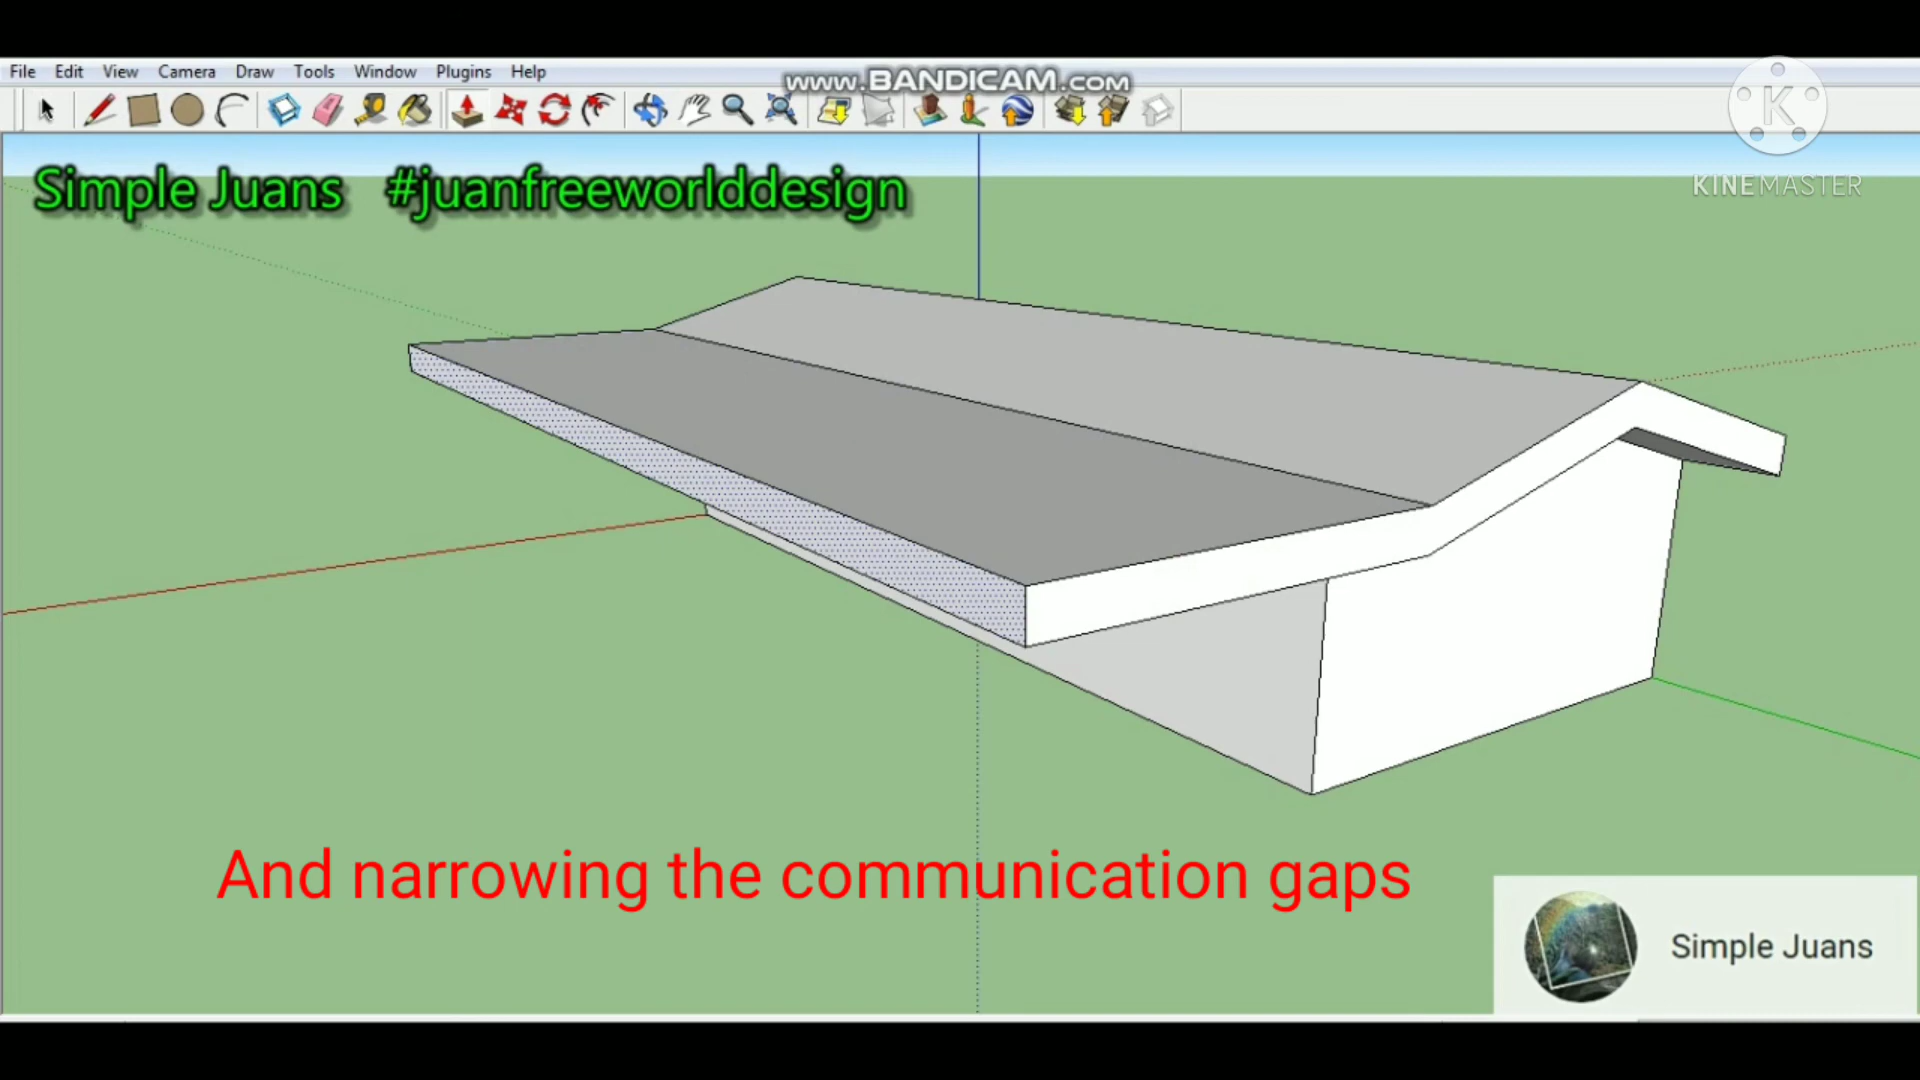 File Edit View Camera Draw Tools Window Plugins Help
www.BANDICAM.com
K
KINEMASTER
Simple Juans #juanfreeworlddesign
And narrowing the communication gaps
Simple Juans